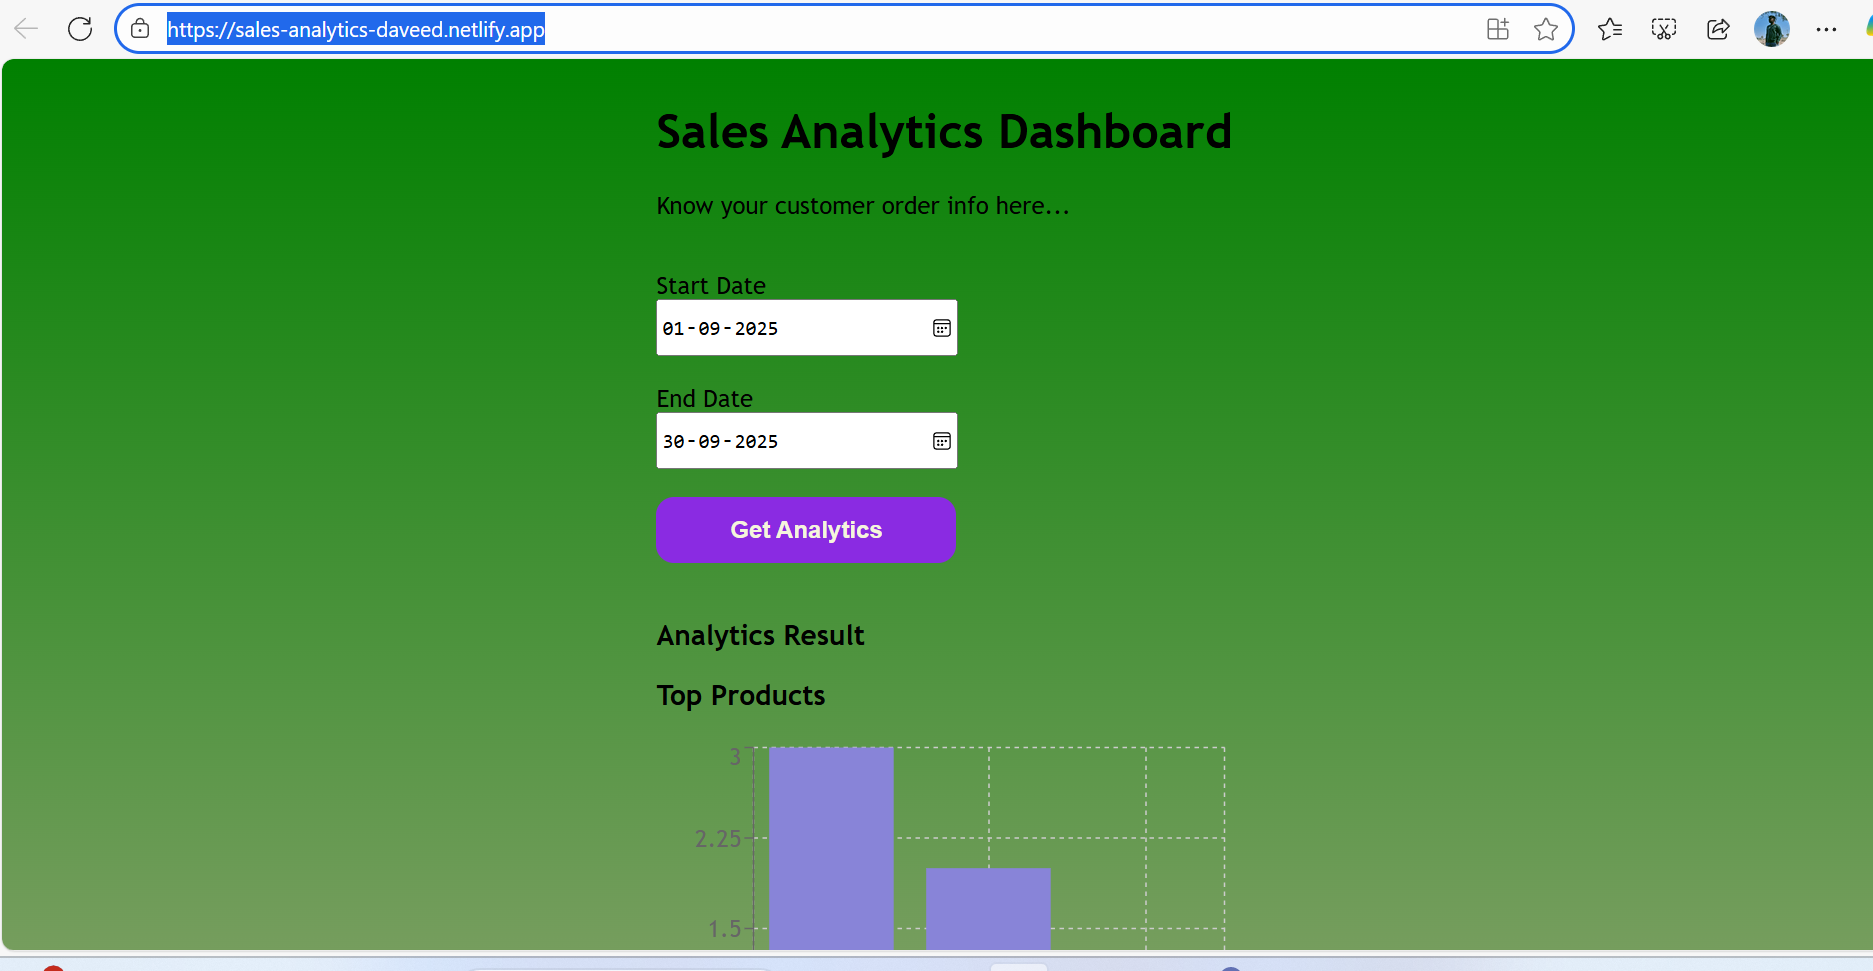 https://sales-analytics-daveed.netlify.app
Sales Analytics Dashboard
Know your customer order info here...
Start Date
01-09-2025
End Date
30-09-2025
Get Analytics
Analytics Result
Top Products
3
2.25
1.5